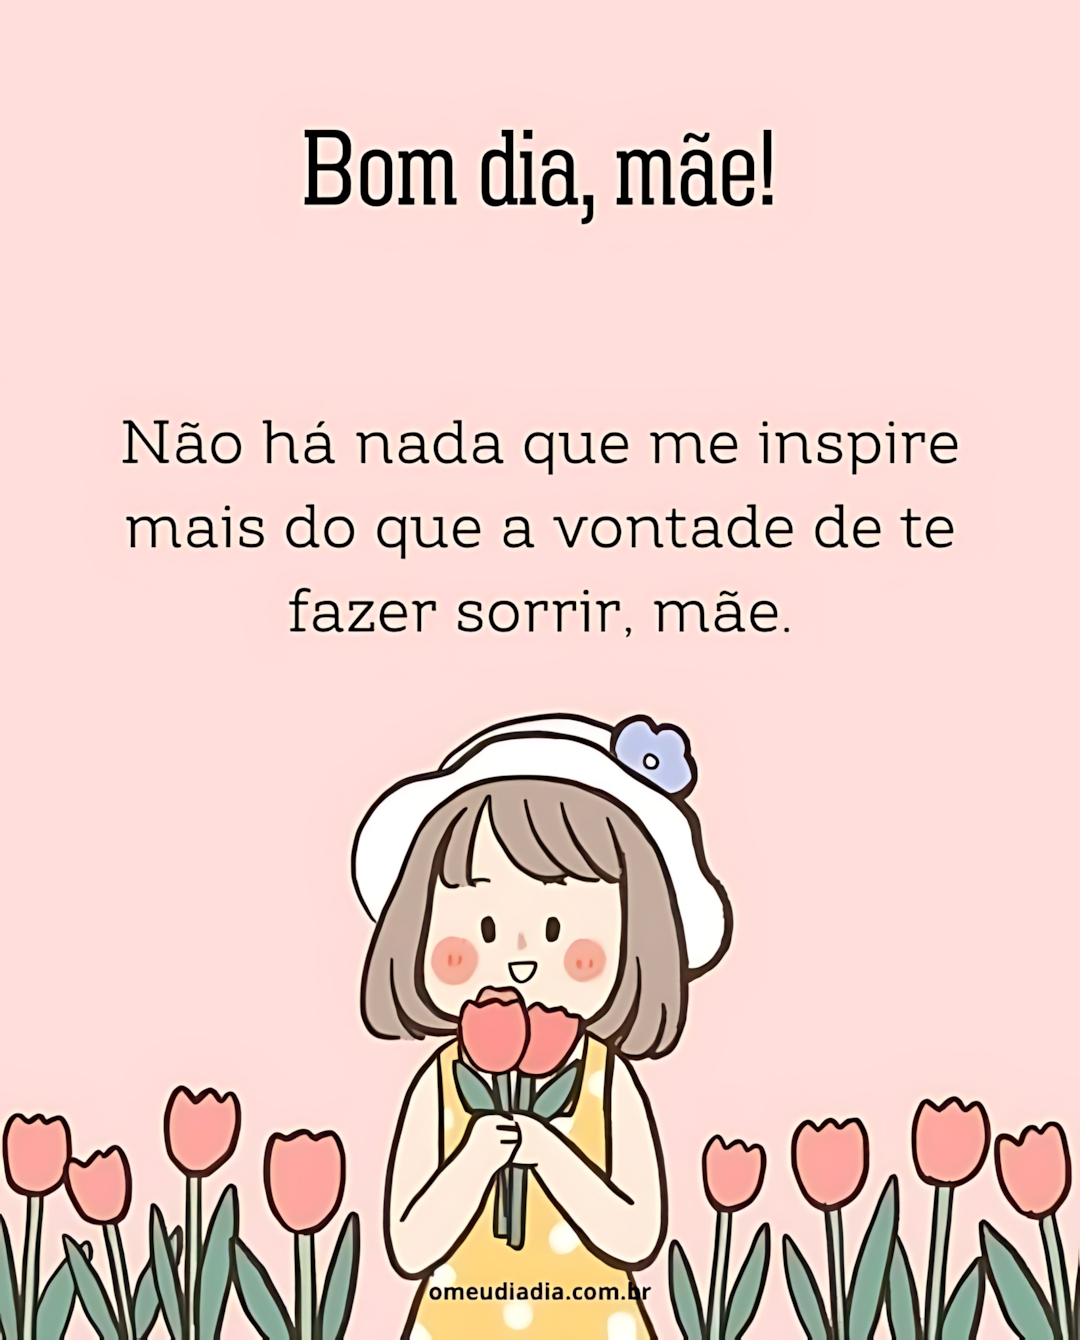 Bom dia, mãe!
Não há nada que me inspire
mais do que a vontade de te
fazer sorrir, mãe.
omeudiadia.com.br